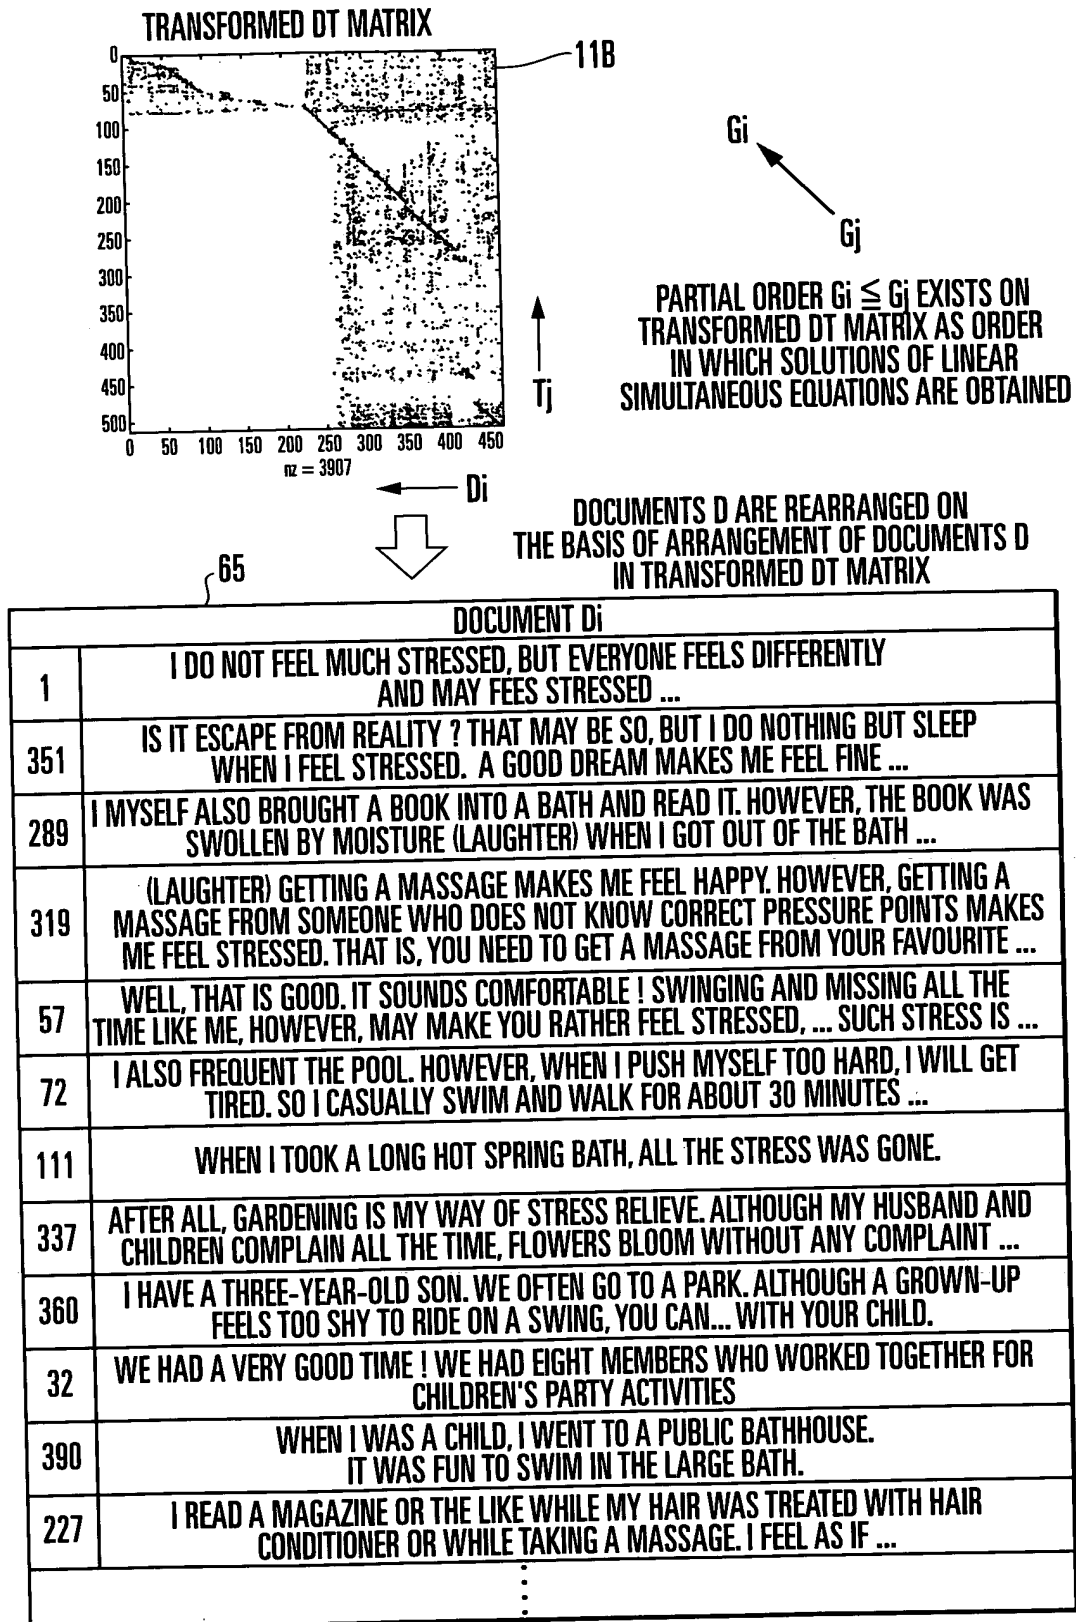 TRANSFORMED DT MATRIX
11B
0
50
100
150
200
250
300
350
400
450
500
0 50 100 150 200 250 300 350 400 450
nz = 3907
Tj
Di
Gi
Gj
PARTIAL ORDER Gi ≦ Gj EXISTS ON
TRANSFORMED DT MATRIX AS ORDER
IN WHICH SOLUTIONS OF LINEAR
SIMULTANEOUS EQUATIONS ARE OBTAINED
DOCUMENTS D ARE REARRANGED ON
THE BASIS OF ARRANGEMENT OF DOCUMENTS D
IN TRANSFORMED DT MATRIX
65
DOCUMENT Di
1
I DO NOT FEEL MUCH STRESSED, BUT EVERYONE FEELS DIFFERENTLY
AND MAY FEES STRESSED ...
351
IS IT ESCAPE FROM REALITY ? THAT MAY BE SO, BUT I DO NOTHING BUT SLEEP
WHEN I FEEL STRESSED. A GOOD DREAM MAKES ME FEEL FINE ...
289
I MYSELF ALSO BROUGHT A BOOK INTO A BATH AND READ IT. HOWEVER, THE BOOK WAS
SWOLLEN BY MOISTURE (LAUGHTER) WHEN I GOT OUT OF THE BATH ...
319
(LAUGHTER) GETTING A MASSAGE MAKES ME FEEL HAPPY. HOWEVER, GETTING A
MASSAGE FROM SOMEONE WHO DOES NOT KNOW CORRECT PRESSURE POINTS MAKES
ME FEEL STRESSED. THAT IS, YOU NEED TO GET A MASSAGE FROM YOUR FAVOURITE ...
57
WELL, THAT IS GOOD. IT SOUNDS COMFORTABLE ! SWINGING AND MISSING ALL THE
TIME LIKE ME, HOWEVER, MAY MAKE YOU RATHER FEEL STRESSED, ... SUCH STRESS IS ...
72
I ALSO FREQUENT THE POOL. HOWEVER, WHEN I PUSH MYSELF TOO HARD, I WILL GET
TIRED. SO I CASUALLY SWIM AND WALK FOR ABOUT 30 MINUTES ...
111
WHEN I TOOK A LONG HOT SPRING BATH, ALL THE STRESS WAS GONE.
337
AFTER ALL, GARDENING IS MY WAY OF STRESS RELIEVE. ALTHOUGH MY HUSBAND AND
CHILDREN COMPLAIN ALL THE TIME, FLOWERS BLOOM WITHOUT ANY COMPLAINT ...
360
I HAVE A THREE-YEAR-OLD SON. WE OFTEN GO TO A PARK. ALTHOUGH A GROWN-UP
FEELS TOO SHY TO RIDE ON A SWING, YOU CAN... WITH YOUR CHILD.
32
WE HAD A VERY GOOD TIME ! WE HAD EIGHT MEMBERS WHO WORKED TOGETHER FOR
CHILDREN'S PARTY ACTIVITIES
390
WHEN I WAS A CHILD, I WENT TO A PUBLIC BATHHOUSE.
IT WAS FUN TO SWIM IN THE LARGE BATH.
227
I READ A MAGAZINE OR THE LIKE WHILE MY HAIR WAS TREATED WITH HAIR
CONDITIONER OR WHILE TAKING A MASSAGE. I FEEL AS IF ...